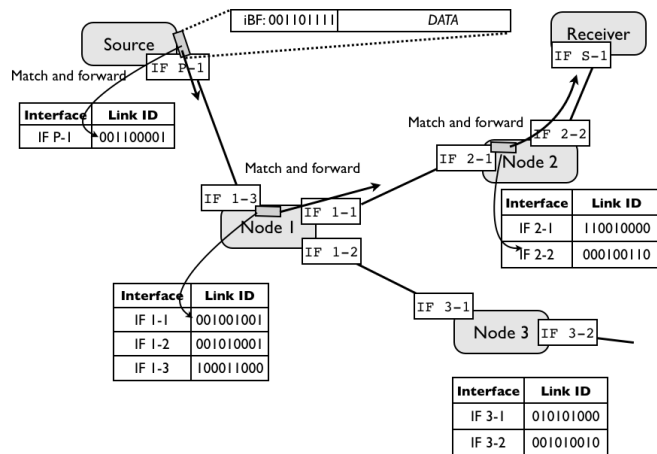 iBF: 001101111 DATA
Source
Receiver
IF P-1
IF S-1
Match and forward
Interface Link ID
IF P-1 001100001
Match and forward
IF 2-2
IF 2-1
Node 2
Match and forward
IF 1-3
IF 1-1
Node 1
IF 1-2
Interface Link ID
IF 2-1 110010000
IF 2-2 000100110
Interface Link ID
IF 1-1 001001001
IF 1-2 001010001
IF 1-3 100011000
IF 3-1
Node 3
IF 3-2
Interface Link ID
IF 3-1 010101000
IF 3-2 001010010